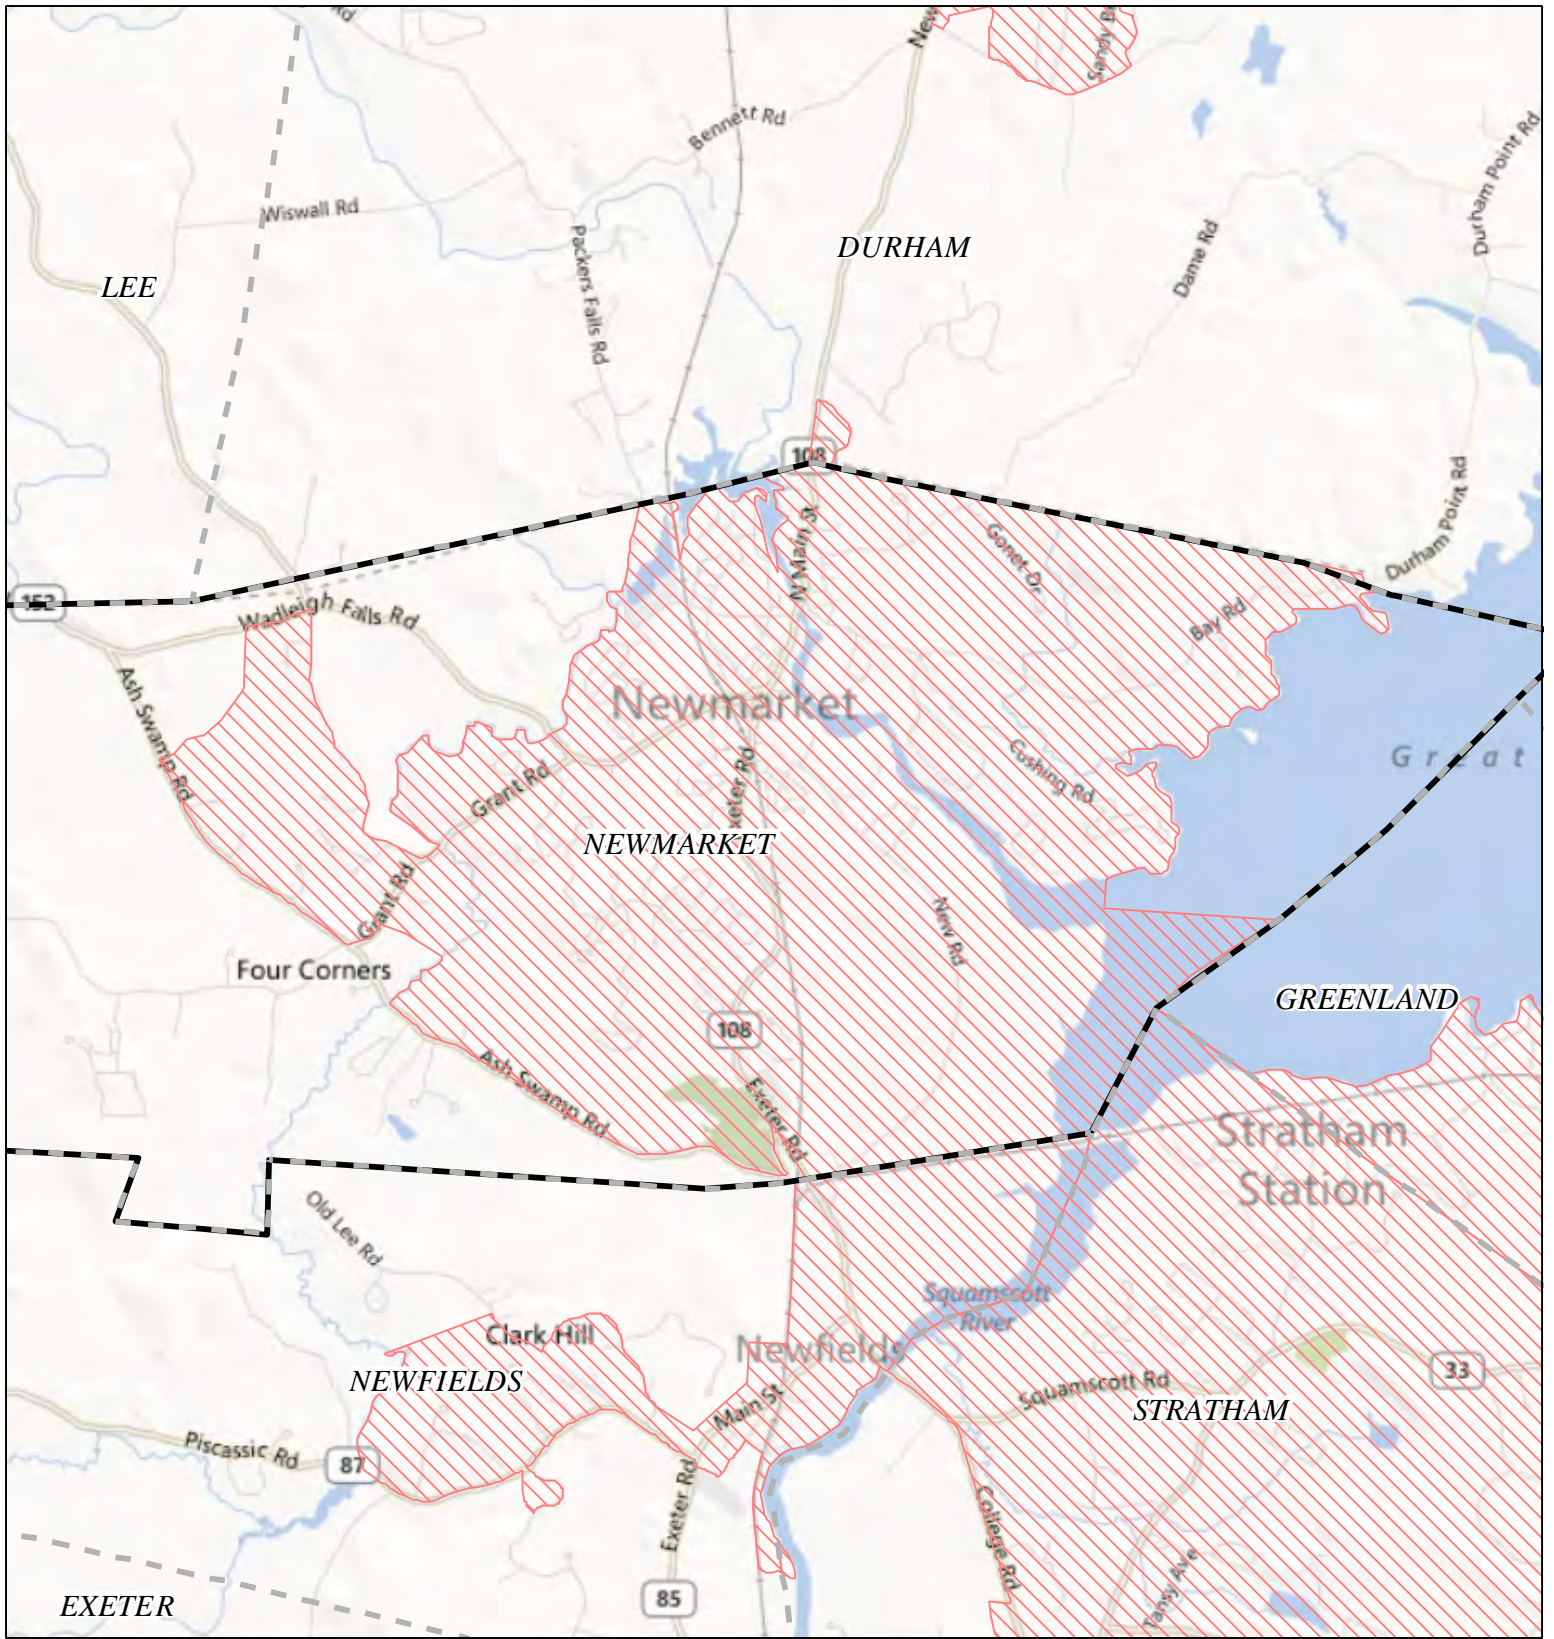 Rd
New
Sandy
Bennett Rd
Durham Point Rd
Wiswall Rd
Packers Falls Rd
DURHAM
Dame Rd
LEE
108
Durham Point Rd
N Main St
Gonet Dr
152
Wadleigh Falls Rd
Bay Rd
Ash Swamp Rd
Newmarket
Great
Cushing Rd
Grant Rd
Exeter Rd
NEWMARKET
Grant Rd
New Rd
Four Corners
GREENLAND
108
Ash Swamp Rd
Exeter Rd
Stratham
Station
Old Lee Rd
Squamscott
River
Clark Hill
Newfields
NEWFIELDS
Main St
Squamscott Rd
33
STRATHAM
Piscassic Rd
87
Exeter Rd
College Rd
Tansy Ave
85
EXETER